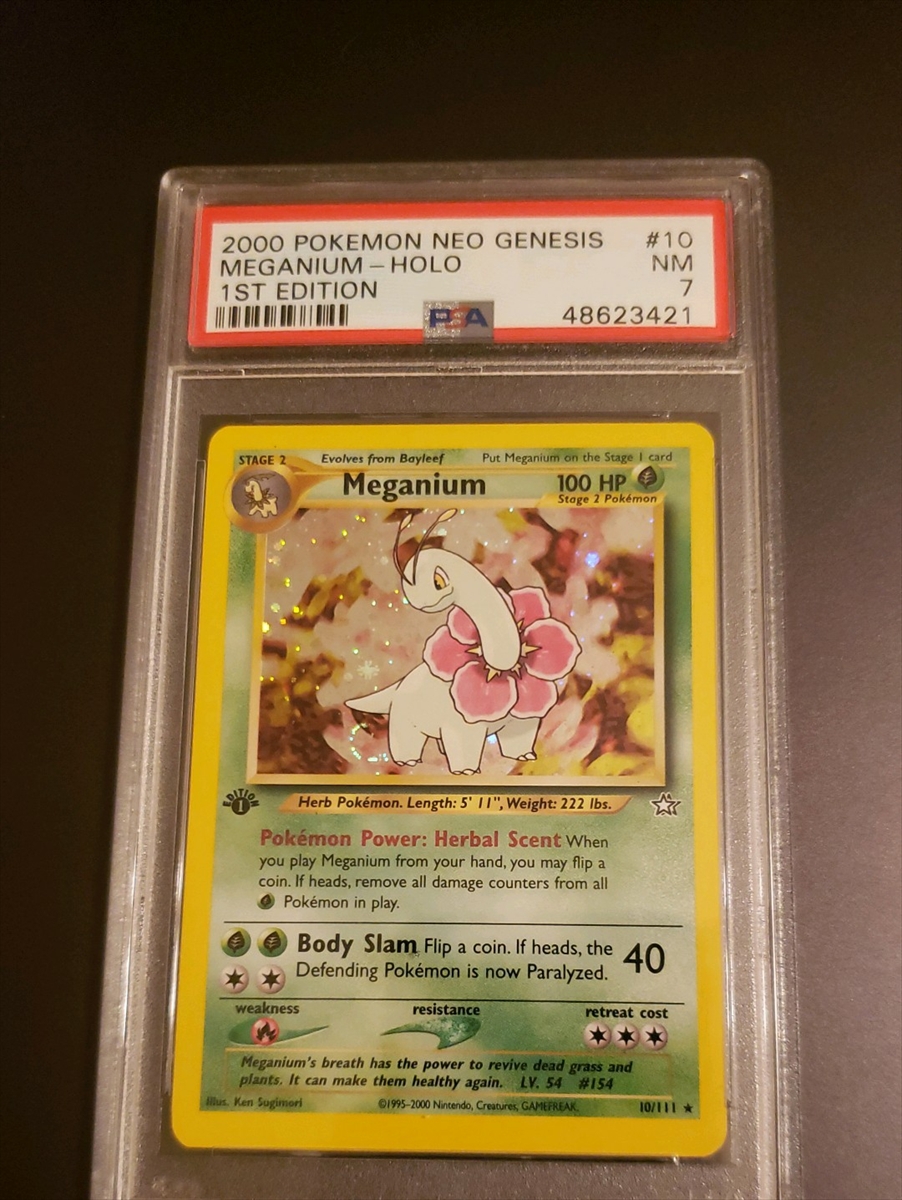 2000 POKEMON NEO GENESIS #10
MEGANIUM - HOLO NM
1ST EDITION 7
PSA 48623421
STAGE 2 Evolves from Bayleef Put Meganium on the Stage 1 card
Meganium 100 HP
Stage 2 Pokémon
EDITION 1
Herb Pokémon. Length: 5' 11", Weight: 222 lbs.
Pokémon Power: Herbal Scent When
you play Meganium from your hand, you may flip a
coin. If heads, remove all damage counters from all
Pokémon in play.
Body Slam Flip a coin. If heads, the 40
Defending Pokémon is now Paralyzed.
weakness resistance retreat cost
Meganium's breath has the power to revive dead grass and
plants. It can make them healthy again. LV. 54 #154
Illus. Ken Sugimori ©1995-2000 Nintendo, Creatures, GAMEFREAK. 10/111 ★